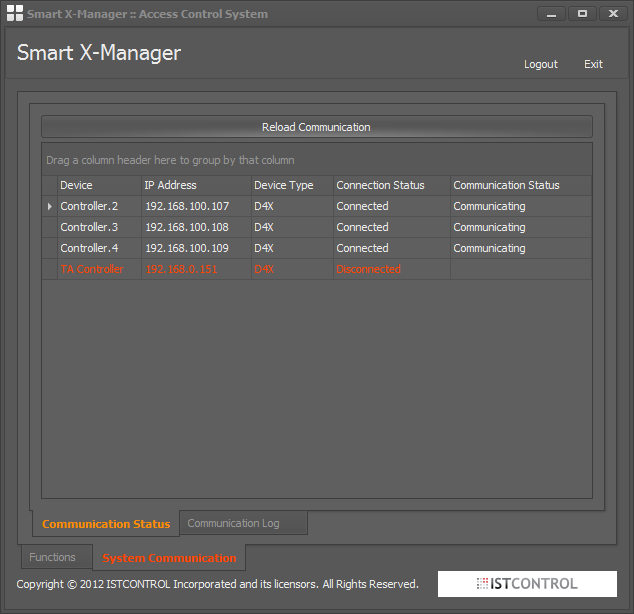 Smart X-Manager :: Access Control System
Smart X-Manager
Logout Exit
Reload Communication
Drag a column header here to group by that column
Device IP Address Device Type Connection Status Communication Status
Controller.2 192.168.100.107 D4X Connected Communicating
Controller.3 192.168.100.108 D4X Connected Communicating
Controller.4 192.168.100.109 D4X Connected Communicating
TA Controller 192.168.0.151 D4X Disconnected
Communication Status Communication Log
Functions System Communication
Copyright © 2012 ISTCONTROL Incorporated and its licensors. All Rights Reserved.
ISTCONTROL